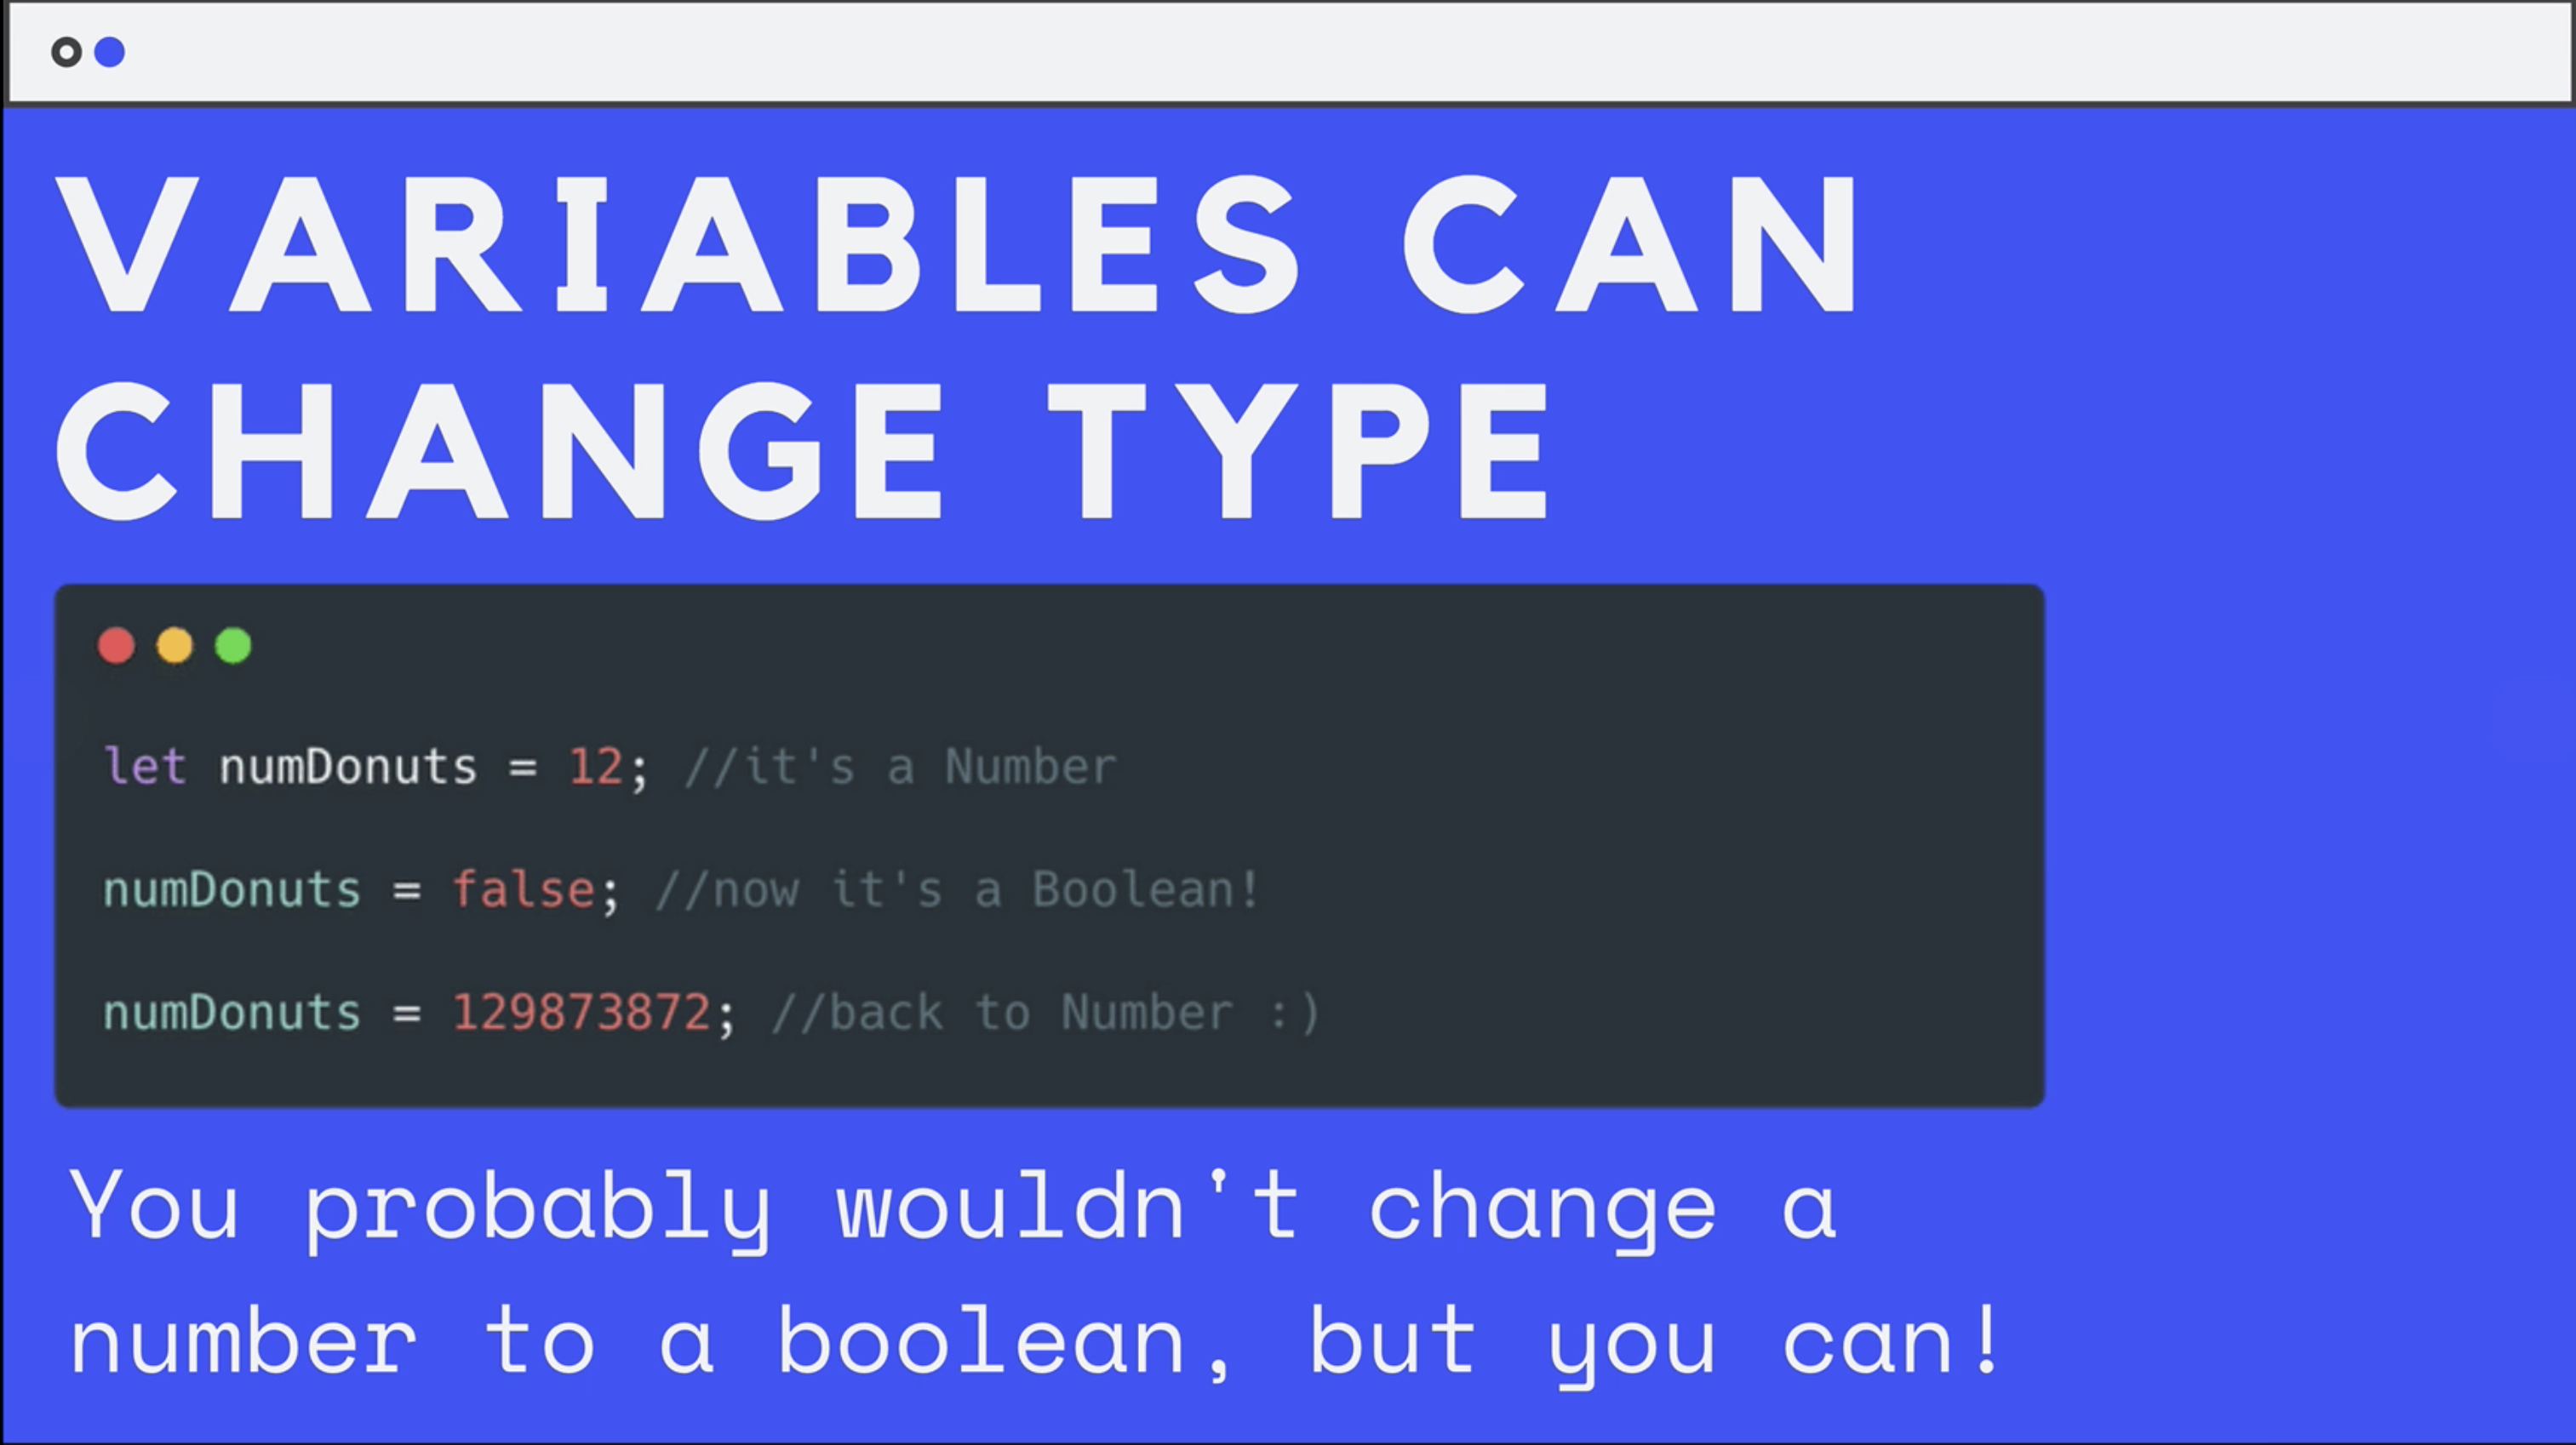 VARIABLES CAN
CHANGE TYPE
let numDonuts = 12; //it's a Number
numDonuts = false; //now it's a Boolean!
numDonuts = 129873872; //back to Number :)
You probably wouldn't change a
number to a boolean, but you can!